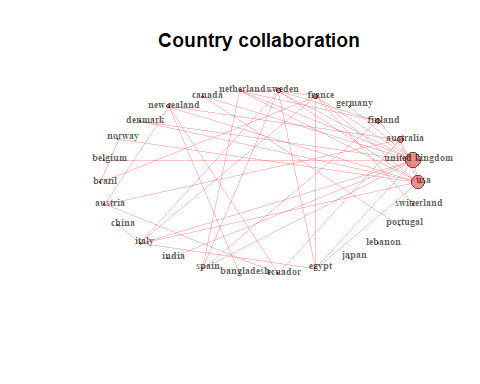 Country collaboration
netherlands sweden
canada france
new zealand germany
denmark finland
norway australia
belgium united kingdom
brazil usa
austria switzerland
china portugal
italy lebanon
india japan
spain egypt
bangladesh ecuador